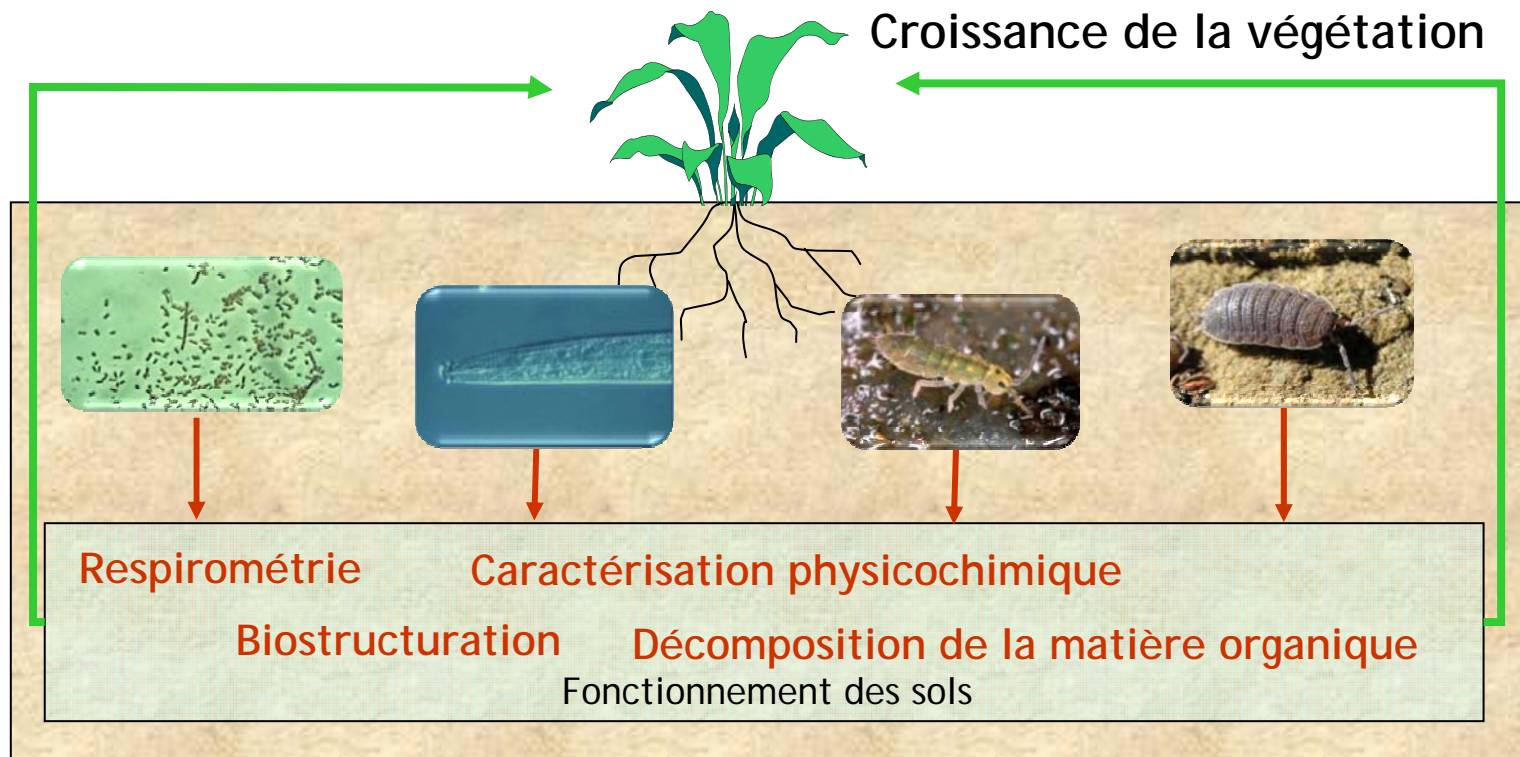 Croissance de la végétation
Respirométrie
Caractérisation physicochimique
Biostructuration
Décomposition de la matière organique
Fonctionnement des sols